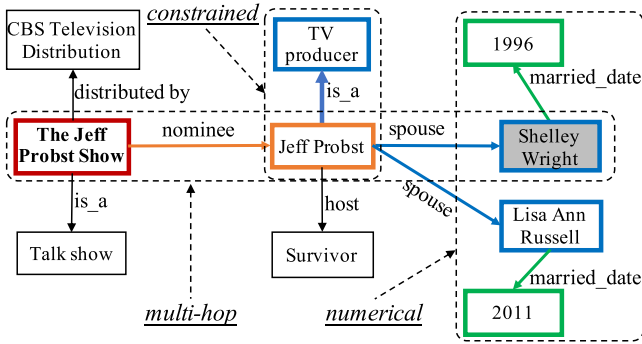 CBS Television
Distribution
constrained
TV
producer
1996
distributed by
is_a
married_date
The Jeff
Probst Show
nominee
Jeff Probst
spouse
Shelley
Wright
is_a
host
spouse
Lisa Ann
Russell
Talk show
Survivor
married_date
multi-hop
numerical
2011